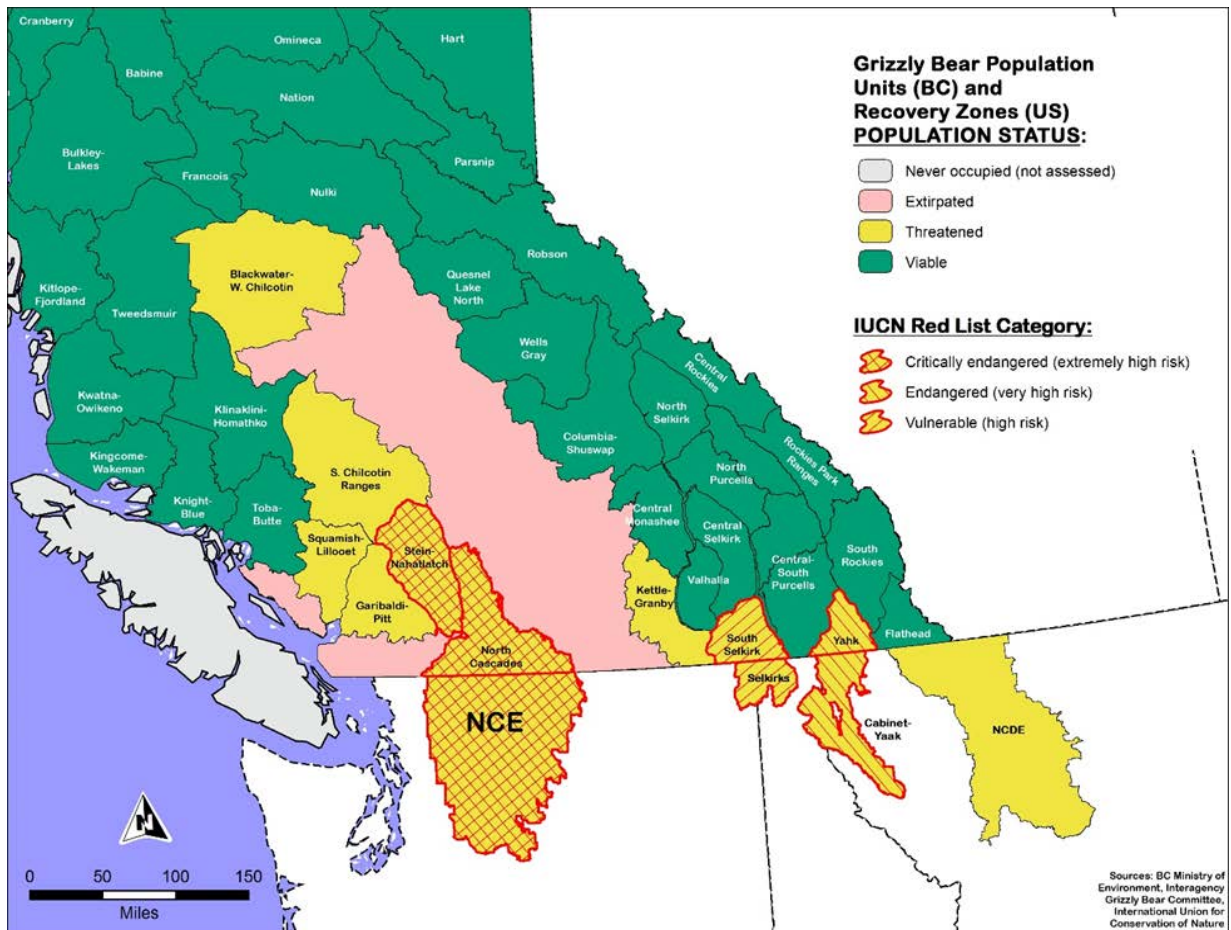 Cranberry
Omineca
Hart
Babine
Nation
Bulkley-
Lakes
Francois
Parsnip
Nulki
Robson
Blackwater-
W. Chilcotin
Quesnel
Lake
North
Kitlope-
Fjordland
Tweedsmuir
Wells
Gray
Central
Rockies
Kwatna-
Owikeno
Klinaklini-
Homathko
North
Selkirk
Columbia-
Shuswap
Rockies Park
Ranges
Kingcome-
Wakeman
S. Chilcotin
Ranges
North
Purcells
Knight-
Blue
Toba-
Butte
Central
Monashee
Central
Selkirk
Squamish-
Lillooet
Stein-
Nahatlatch
South
Rockies
Central-
South
Purcells
Valhalla
Kettle-
Granby
Garibaldi-
Pitt
Flathead
South
Selkirk
Yahk
North
Cascades
Selkirks
NCE
Cabinet-
Yaak
NCDE
Grizzly Bear Population
Units (BC) and
Recovery Zones (US)
POPULATION STATUS:
Never occupied (not assessed)
Extirpated
Threatened
Viable
IUCN Red List Category:
Critically endangered (extremely high risk)
Endangered (very high risk)
Vulnerable (high risk)
N
0 50 100 150
Miles
Sources: BC Ministry of
Environment, Interagency
Grizzly Bear Committee,
International Union for
Conservation of Nature